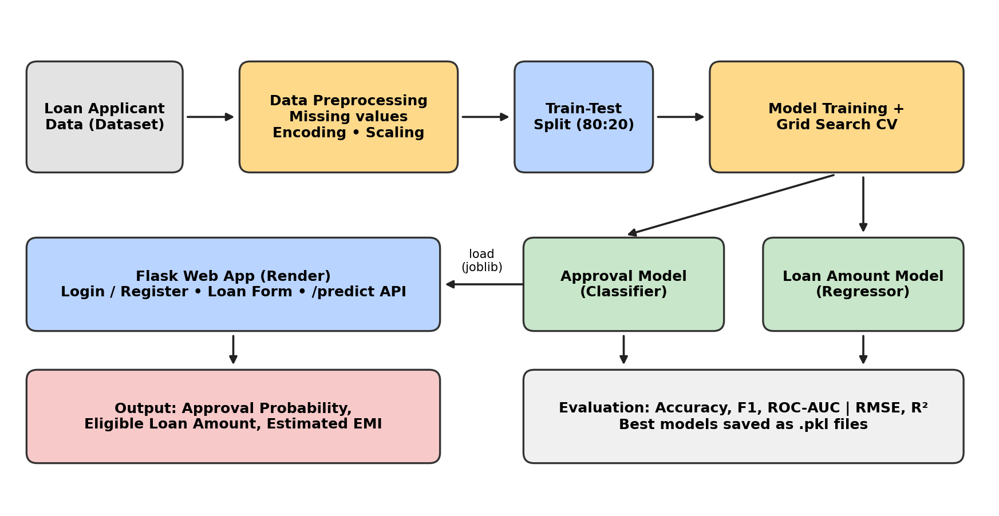 Loan Applicant
Data (Dataset)
Data Preprocessing
Missing values
Encoding • Scaling
Train-Test
Split (80:20)
Model Training +
Grid Search CV
Flask Web App (Render)
Login / Register • Loan Form • /predict API
load
(joblib)
Approval Model
(Classifier)
Loan Amount Model
(Regressor)
Output: Approval Probability,
Eligible Loan Amount, Estimated EMI
Evaluation: Accuracy, F1, ROC-AUC | RMSE, R²
Best models saved as .pkl files